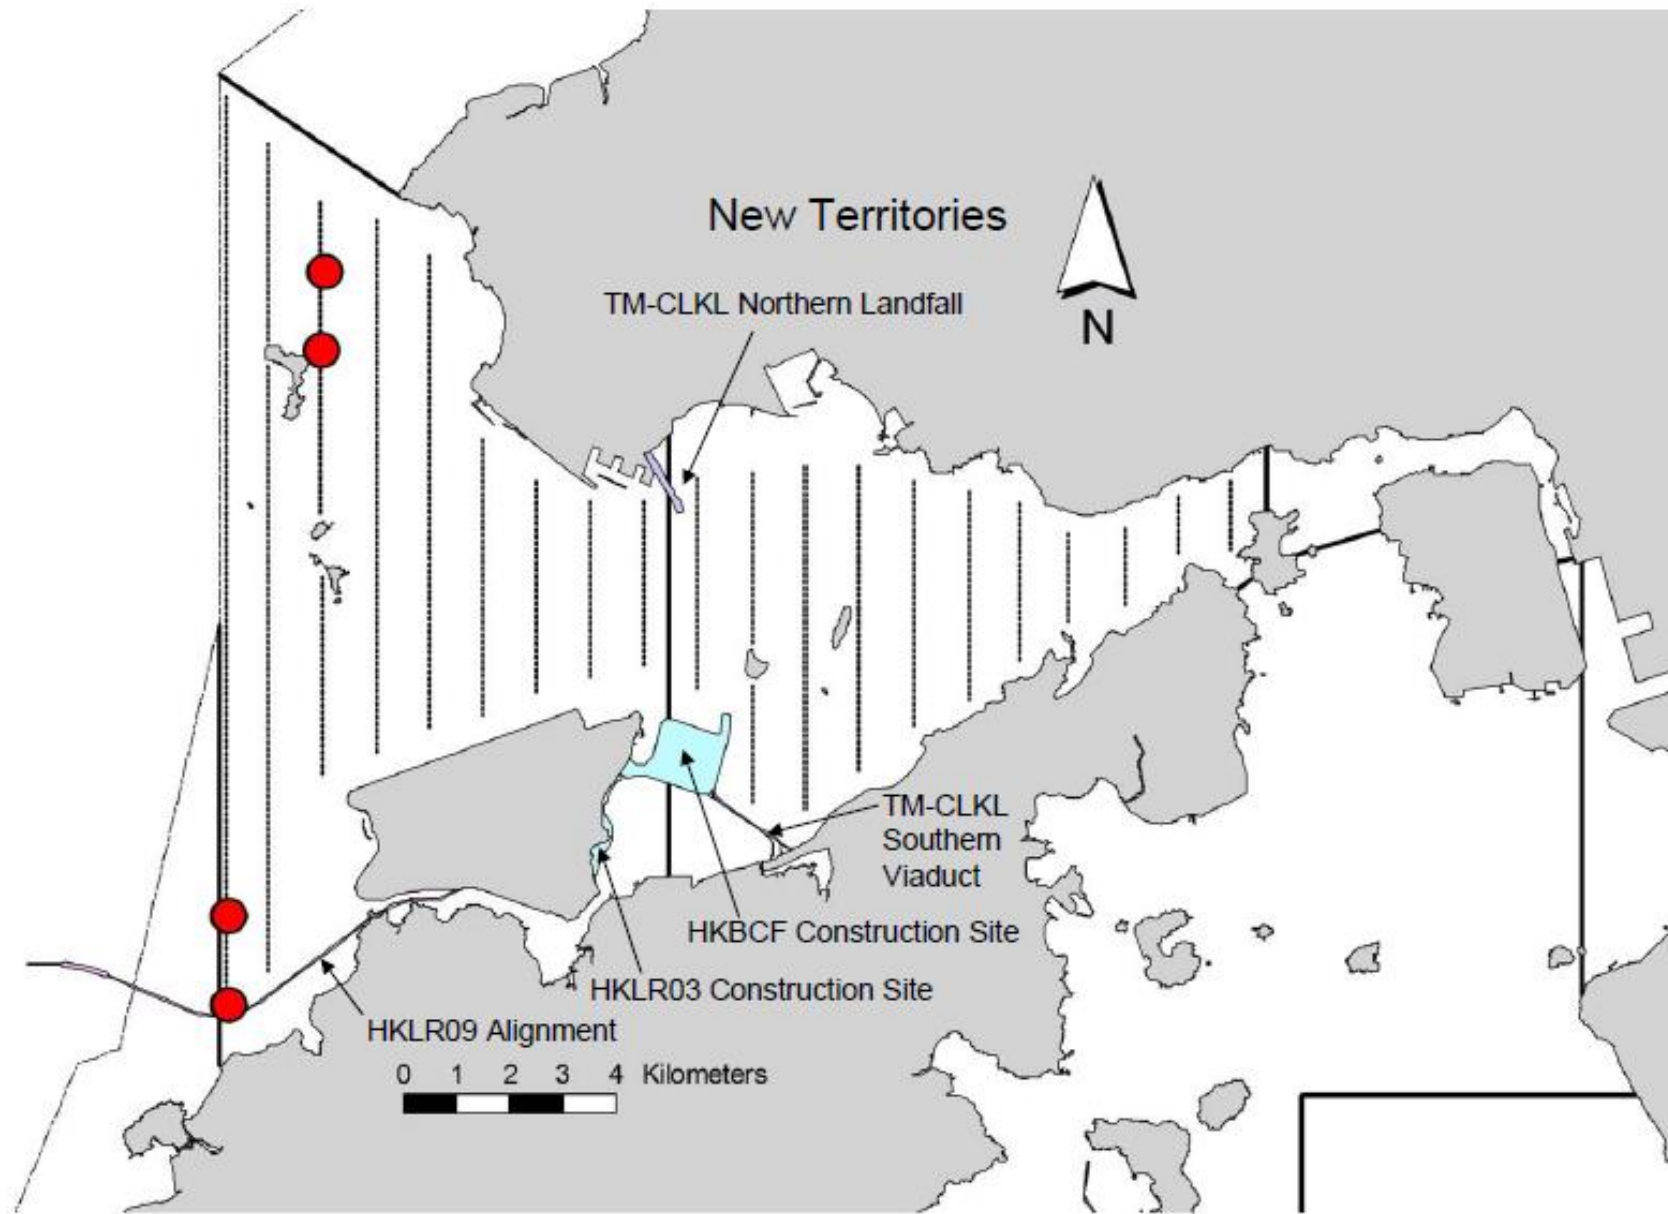 New Territories
TM-CLKL Northern Landfall
N
TM-CLKL
Southern
Viaduct
HKBCF Construction Site
HKLR03 Construction Site
HKLR09 Alignment
0 1 2 3 4 Kilometers